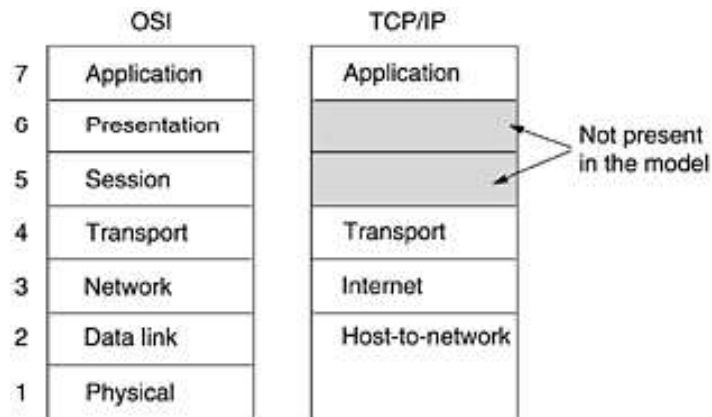 OSI TCP/IP
7 Application Application
6 Presentation
Not present
5 Session
in the model
4 Transport Transport
3 Network Internet
2 Data link Host-to-network
1 Physical